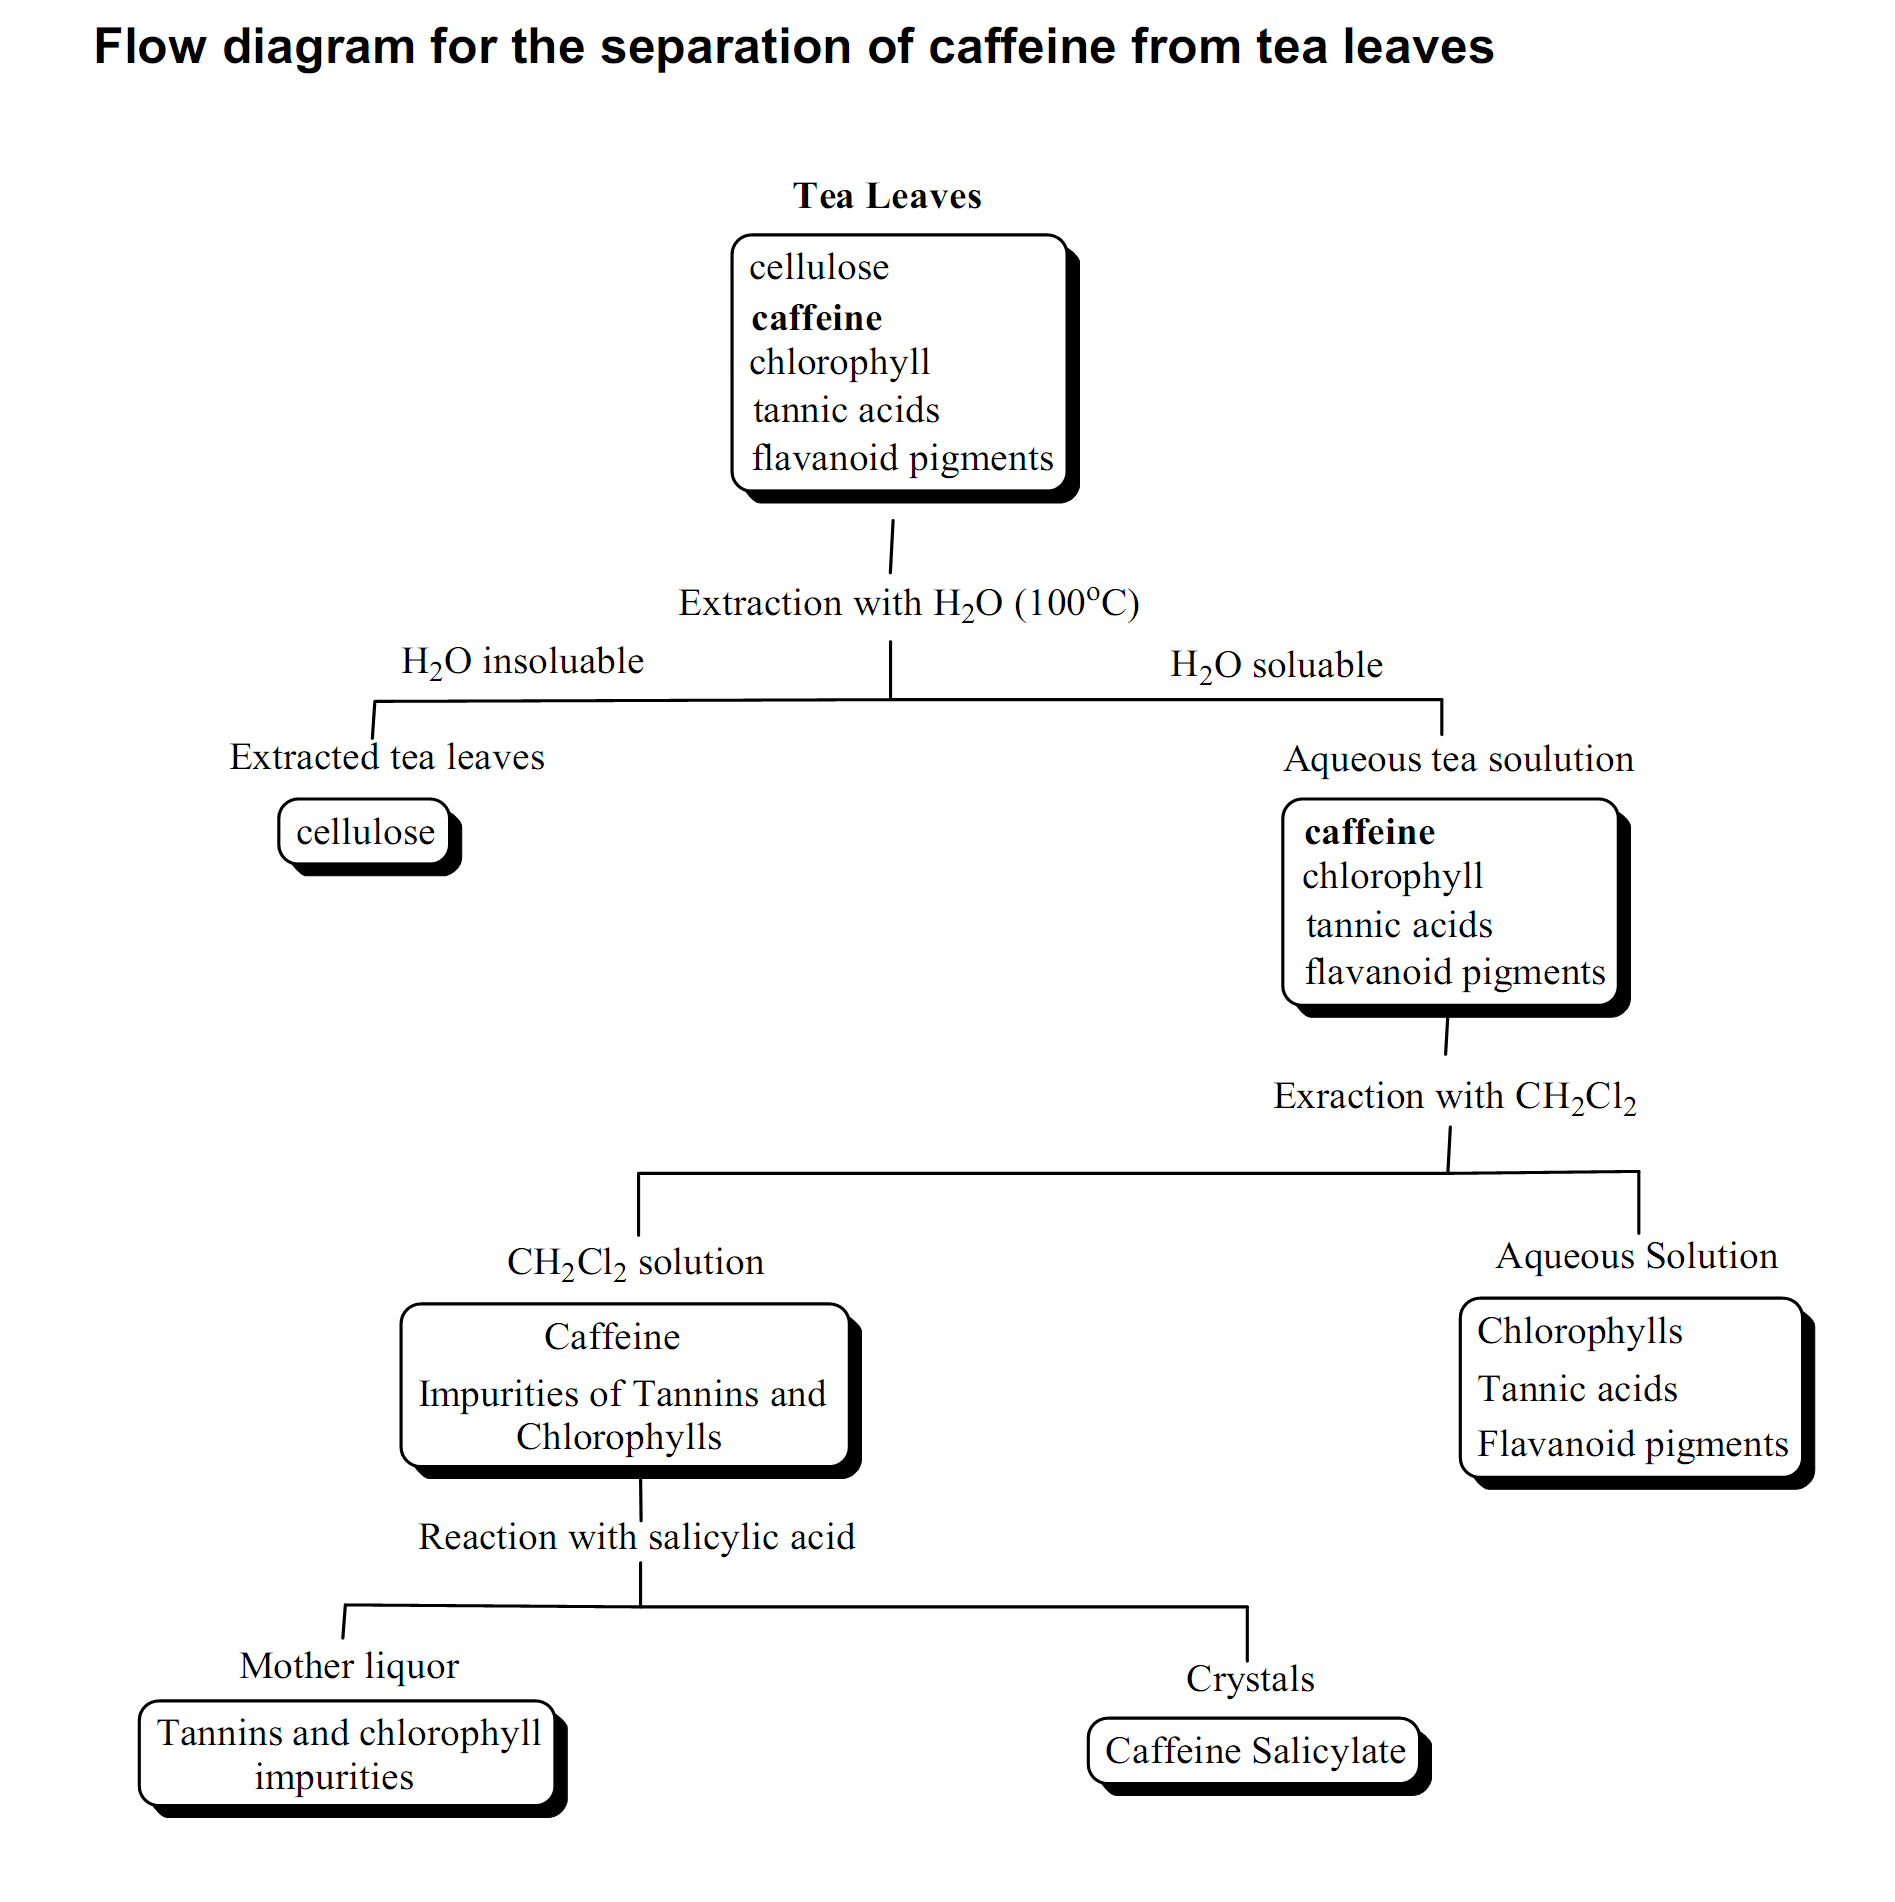 Flow diagram for the separation of caffeine from tea leaves
Tea Leaves
cellulose
caffeine
chlorophyll
tannic acids
flavanoid pigments
Extraction with H₂O (100°C)
H₂O insoluable
H₂O soluable
Extracted tea leaves
cellulose
Aqueous tea soulution
caffeine
chlorophyll
tannic acids
flavanoid pigments
Exraction with CH₂Cl₂
CH₂Cl₂ solution
Caffeine
Impurities of Tannins and
Chlorophylls
Aqueous Solution
Chlorophylls
Tannic acids
Flavanoid pigments
Reaction with salicylic acid
Mother liquor
Tannins and chlorophyll
impurities
Crystals
Caffeine Salicylate